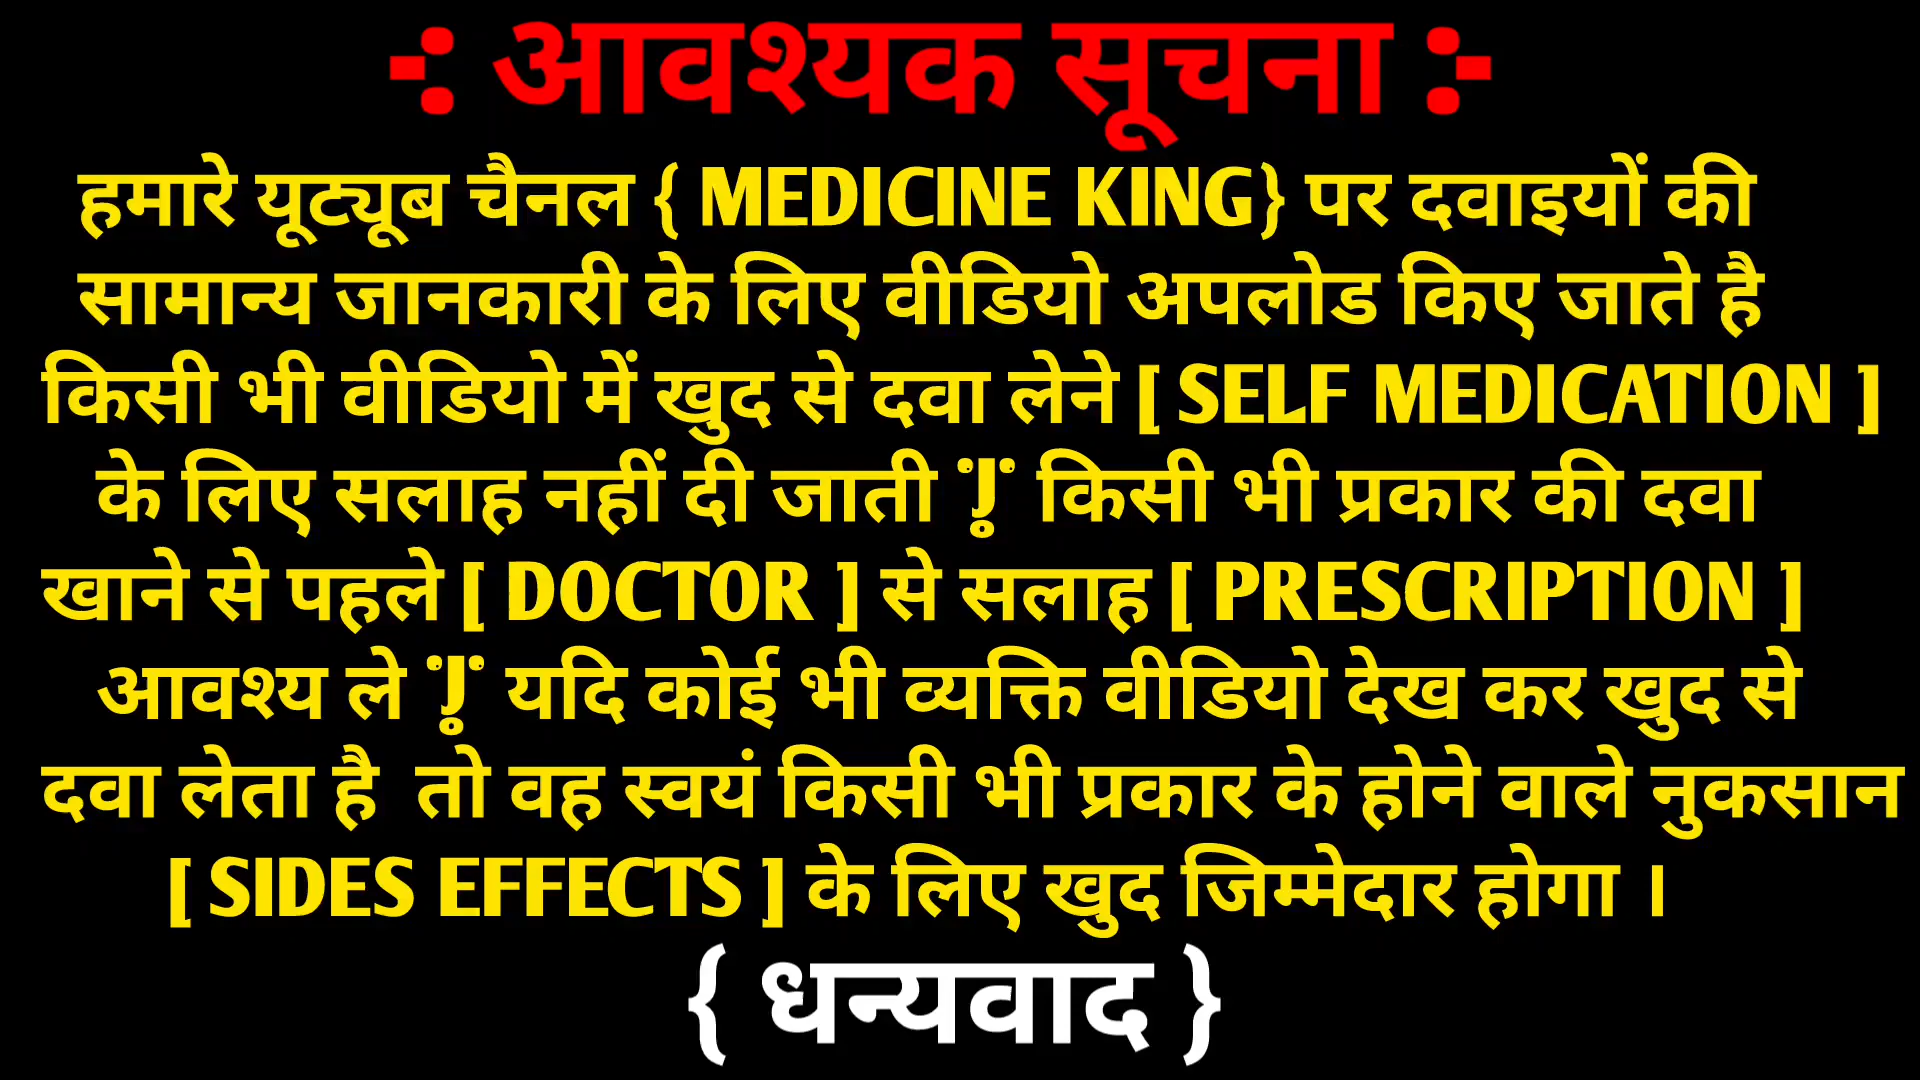 -: आवश्यक सूचना :-
हमारे यूट्यूब चैनल { MEDICINE KING} पर दवाइयों की
सामान्य जानकारी के लिए वीडियो अपलोड किए जाते है
किसी भी वीडियो में खुद से दवा लेने [ SELF MEDICATION ]
के लिए सलाह नहीं दी जाती किसी भी प्रकार की दवा
खाने से पहले [ DOCTOR ] से सलाह [ PRESCRIPTION ]
आवश्य ले यदि कोई भी व्यक्ति वीडियो देख कर खुद से
दवा लेता है तो वह स्वयं किसी भी प्रकार के होने वाले नुकसान
[ SIDES EFFECTS ] के लिए खुद जिम्मेदार होगा ।
{ धन्यवाद }